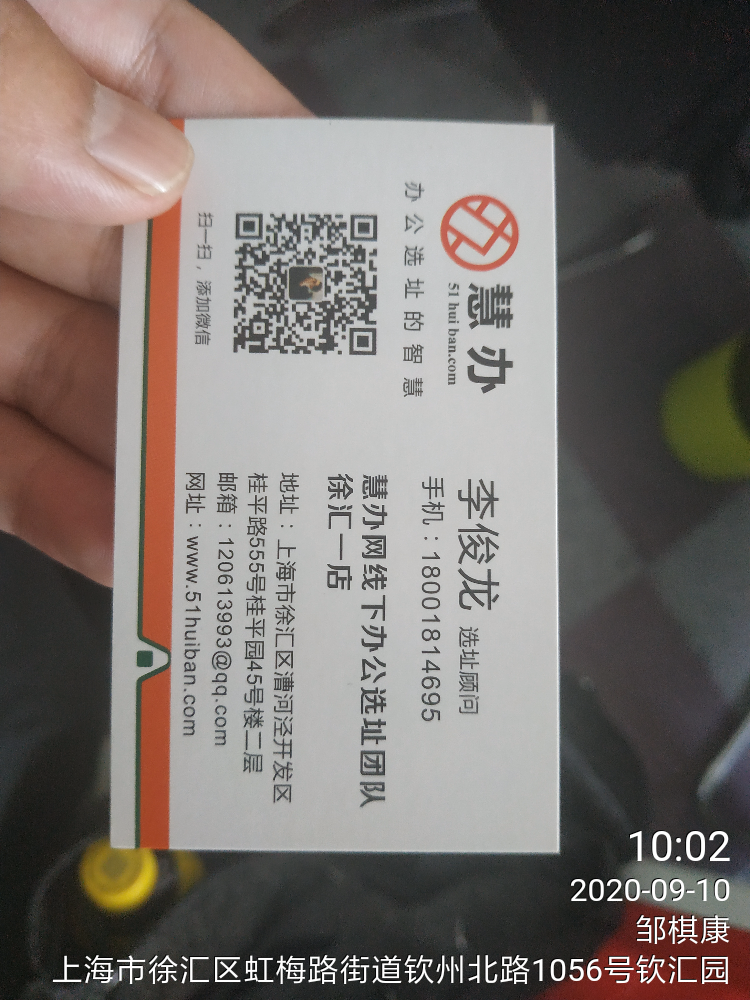 慧办
51huiban.com
办公选址的智慧
扫一扫，添加微信
李俊龙 选址顾问
手机：18001814695
慧办网线下办公选址团队
徐汇一店
地址：上海市徐汇区漕河泾开发区
桂平路555号桂平园45号楼二层
邮箱：120613993@qq.com
网址：www.51huiban.com
10:02
2020-09-10
邹棋康
上海市徐汇区虹梅路街道钦州北路1056号钦汇园